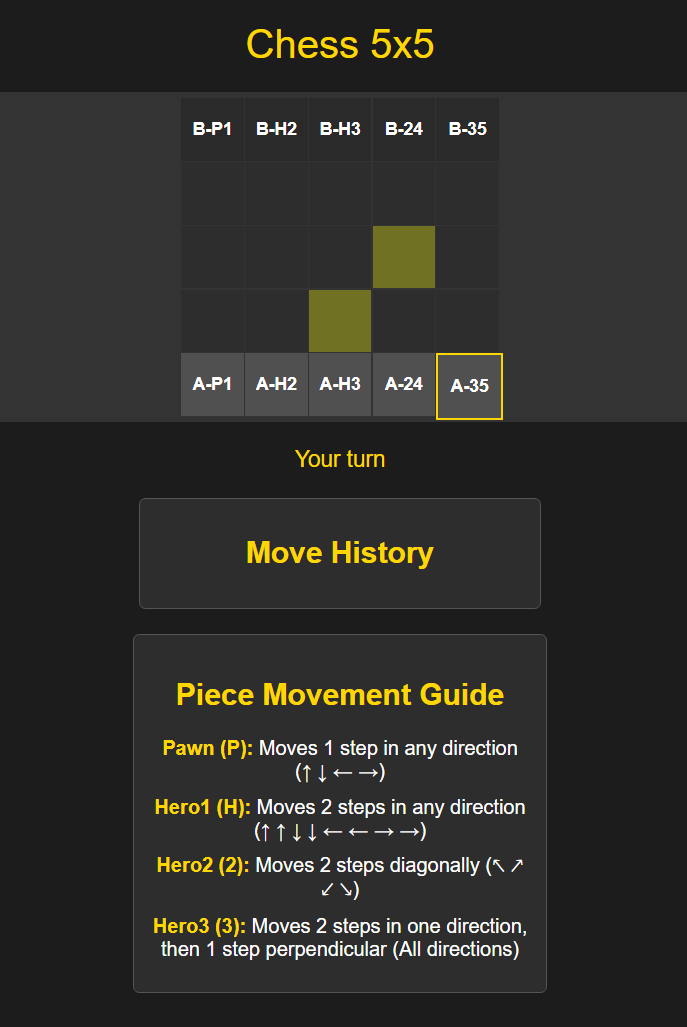 Chess 5x5
B-P1 B-H2 B-H3 B-24 B-35
A-P1 A-H2 A-H3 A-24 A-35
Your turn
Move History
Piece Movement Guide
Pawn (P): Moves 1 step in any direction
(↑ ↓ ← →)
Hero1 (H): Moves 2 steps in any direction
(↑ ↑ ↓ ↓ ← ← → →)
Hero2 (2): Moves 2 steps diagonally (↖ ↗
↙ ↘)
Hero3 (3): Moves 2 steps in one direction,
then 1 step perpendicular (All directions)